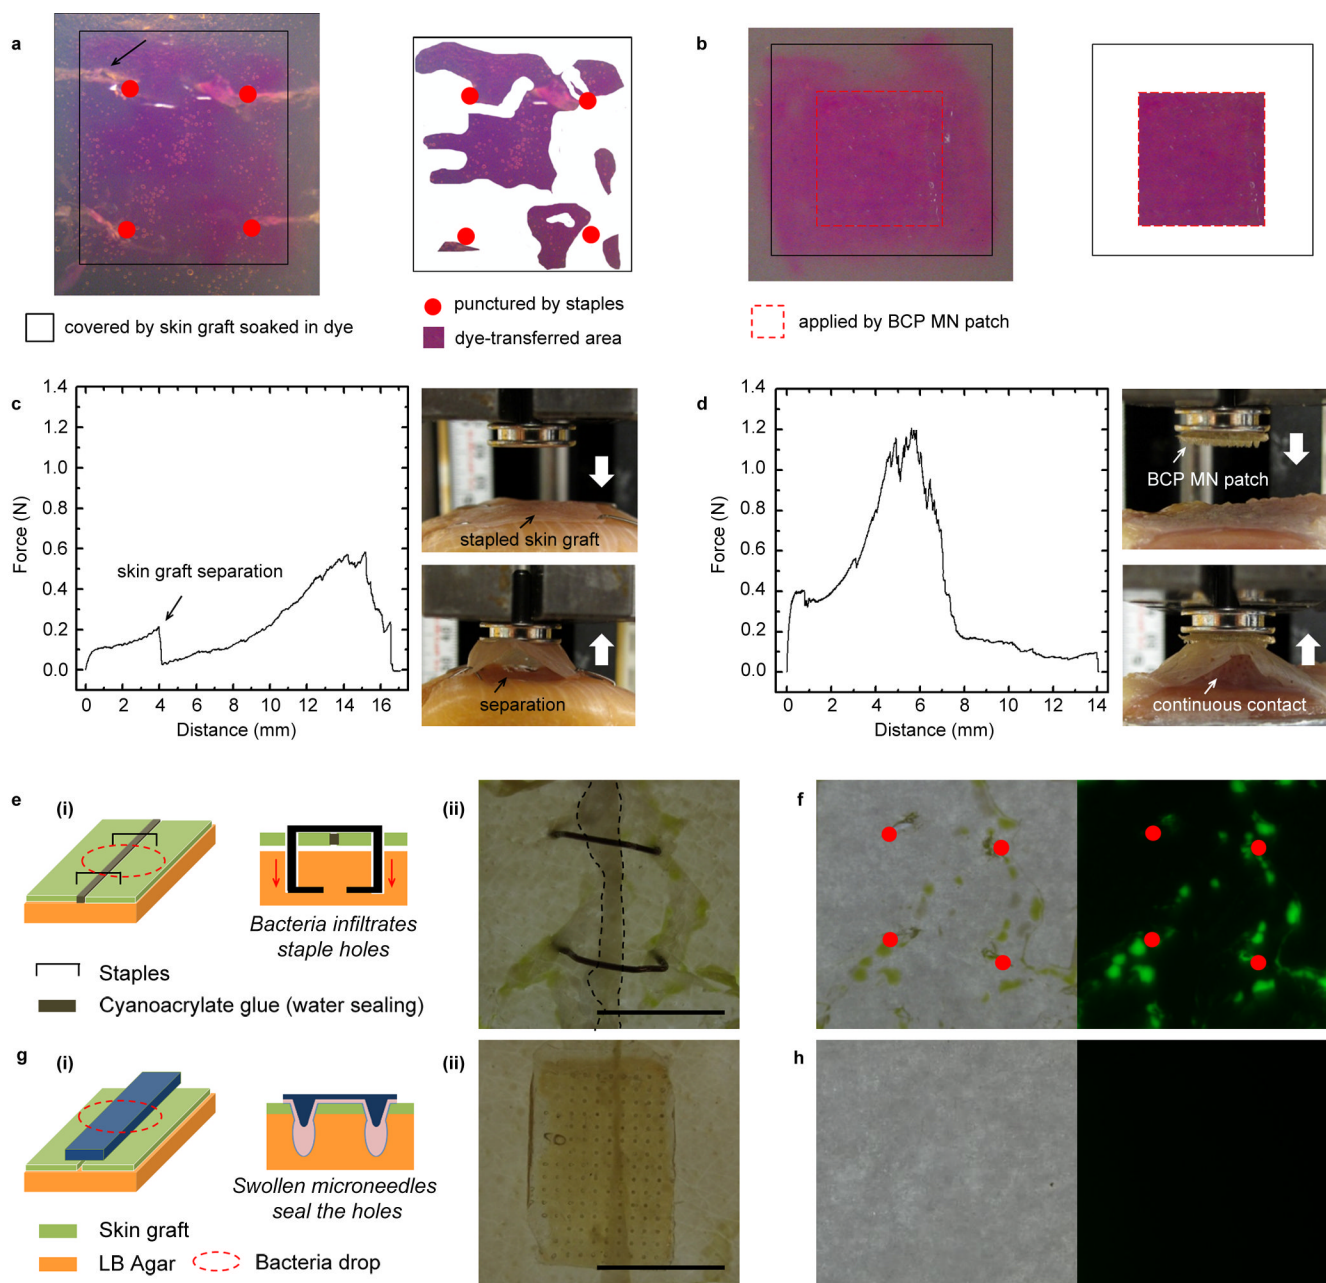 a
b
covered by skin graft soaked in dye
punctured by staples
dye-transferred area
applied by BCP MN patch
c
1.4
1.2
1.0
0.8
0.6
0.4
0.2
0.0
Force (N)
skin graft separation
0 2 4 6 8 10 12 14 16
Distance (mm)
stapled skin graft
separation
d
1.4
1.2
1.0
0.8
0.6
0.4
0.2
0.0
Force (N)
0 2 4 6 8 10 12 14
Distance (mm)
BCP MN patch
continuous contact
e
(i)
Bacteria infiltrates
staple holes
Staples
Cyanoacrylate glue (water sealing)
(ii)
f
g
(i)
Swollen microneedles
seal the holes
Skin graft
LB Agar
Bacteria drop
(ii)
h